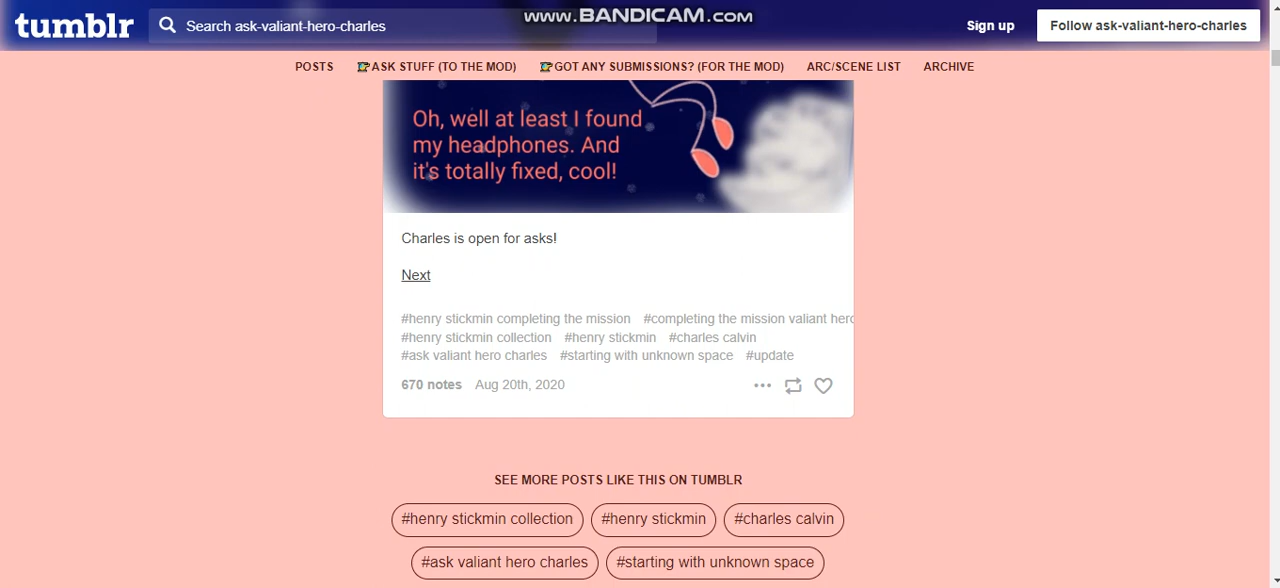 www.BANDICAM.com
tumblr
Search ask-valiant-hero-charles
Sign up
Follow ask-valiant-hero-charles
POSTS
ASK STUFF (TO THE MOD)
GOT ANY SUBMISSIONS? (FOR THE MOD)
ARC/SCENE LIST
ARCHIVE
Oh, well at least I found
my headphones. And
it's totally fixed, cool!
Charles is open for asks!
Next
#henry stickmin completing the mission #completing the mission valiant hero
#henry stickmin collection #henry stickmin #charles calvin
#ask valiant hero charles #starting with unknown space #update
670 notes Aug 20th, 2020
SEE MORE POSTS LIKE THIS ON TUMBLR
#henry stickmin collection #henry stickmin #charles calvin
#ask valiant hero charles #starting with unknown space